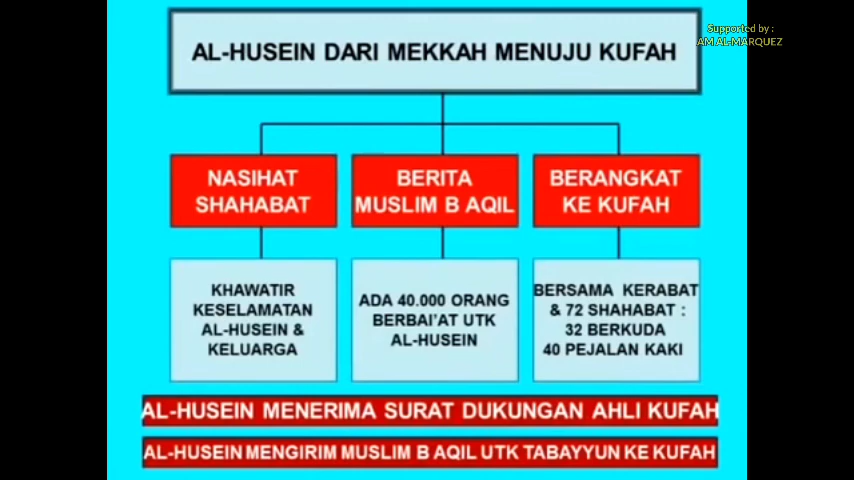 Supported by :
AM AL-MARQUEZ
AL-HUSEIN DARI MEKKAH MENUJU KUFAH
NASIHAT
SHAHABAT
BERITA
MUSLIM B AQIL
BERANGKAT
KE KUFAH
KHAWATIR
KESELAMATAN
AL-HUSEIN &
KELUARGA
ADA 40.000 ORANG
BERBAI'AT UTK
AL-HUSEIN
BERSAMA KERABAT
& 72 SHAHABAT :
32 BERKUDA
40 PEJALAN KAKI
AL-HUSEIN MENERIMA SURAT DUKUNGAN AHLI KUFAH
AL-HUSEIN MENGIRIM MUSLIM B AQIL UTK TABAYYUN KE KUFAH